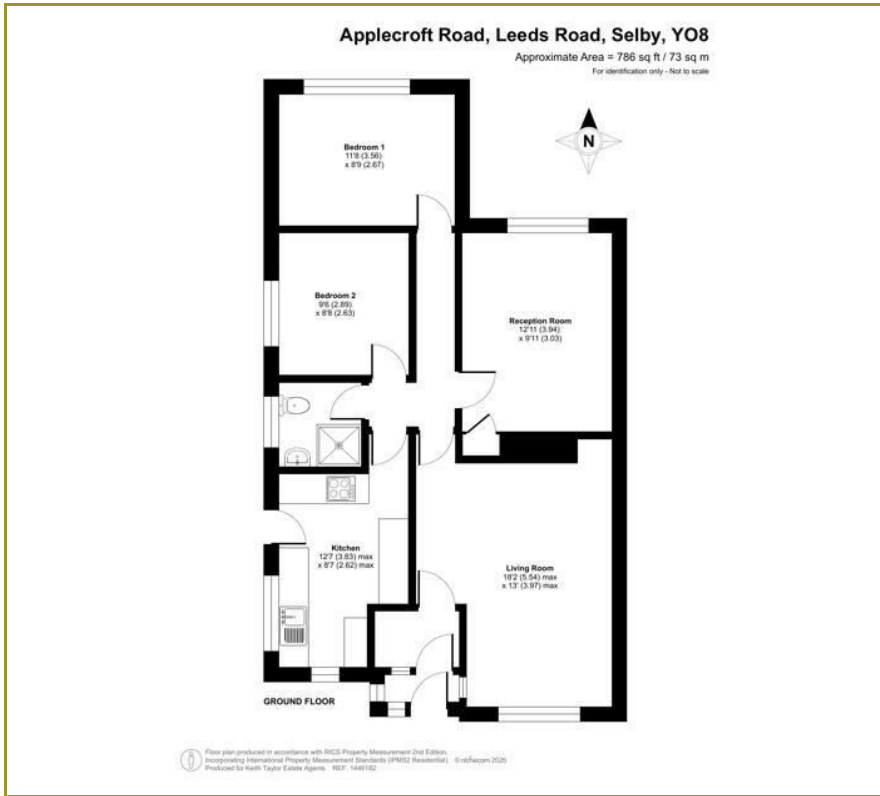 Applecroft Road, Leeds Road, Selby, YO8
Approximate Area = 786 sq ft / 73 sq m
For identification only - Not to scale
N
Bedroom 1
11'8 (3.56)
x 8'9 (2.67)
Bedroom 2
9'6 (2.89)
x 8'8 (2.63)
Reception Room
12'11 (3.94)
x 9'11 (3.03)
Kitchen
12'7 (3.83) max
x 8'7 (2.62) max
Living Room
18'2 (5.54) max
x 13' (3.97) max
GROUND FLOOR
Floor plan produced in accordance with RICS Property Measurement 2nd Edition,
Incorporating International Property Measurement Standards (IPMS2 Residential). © nichecom
Produced for Keith Taylor Estate Agents. REF: